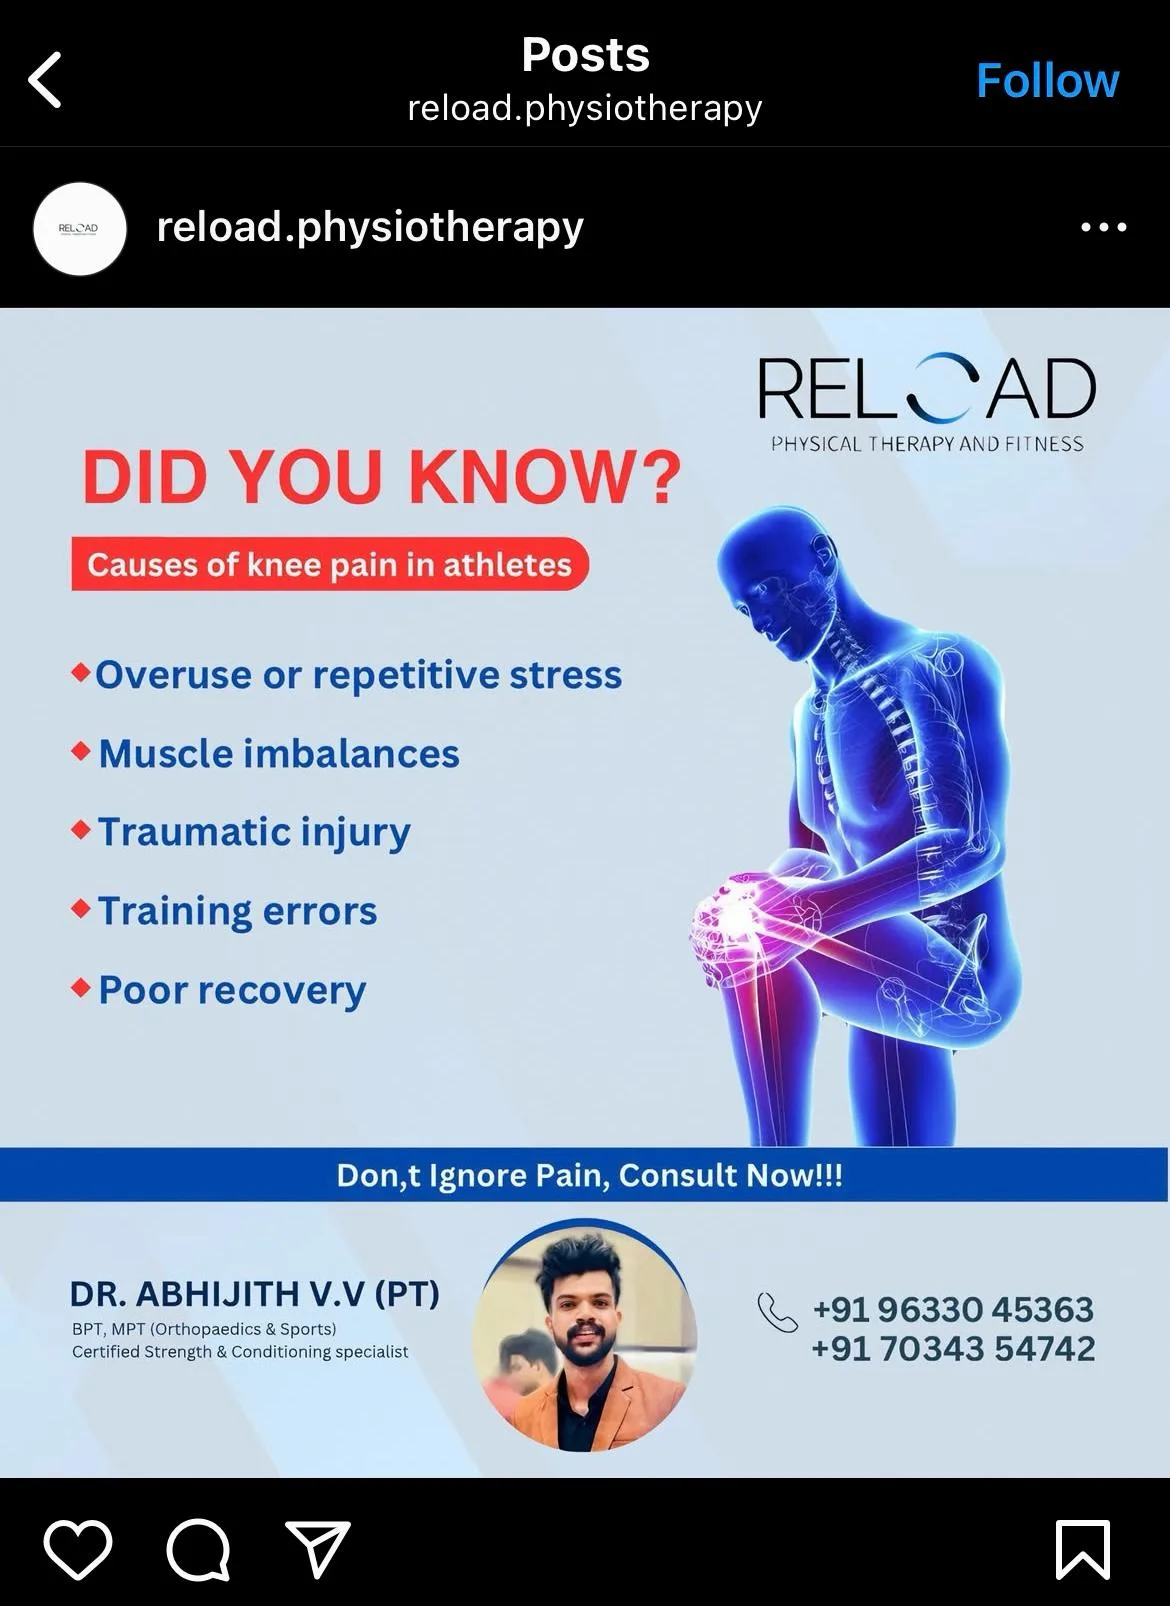 Posts
reload.physiotherapy
Follow
RELOAD
reload.physiotherapy
RELOAD
PHYSICAL THERAPY AND FITNESS
DID YOU KNOW?
Causes of knee pain in athletes
Overuse or repetitive stress
Muscle imbalances
Traumatic injury
Training errors
Poor recovery
Don,t Ignore Pain, Consult Now!!!
DR. ABHIJITH V.V (PT)
BPT, MPT (Orthopaedics & Sports)
Certified Strength & Conditioning specialist
+91 96330 45363
+91 70343 54742